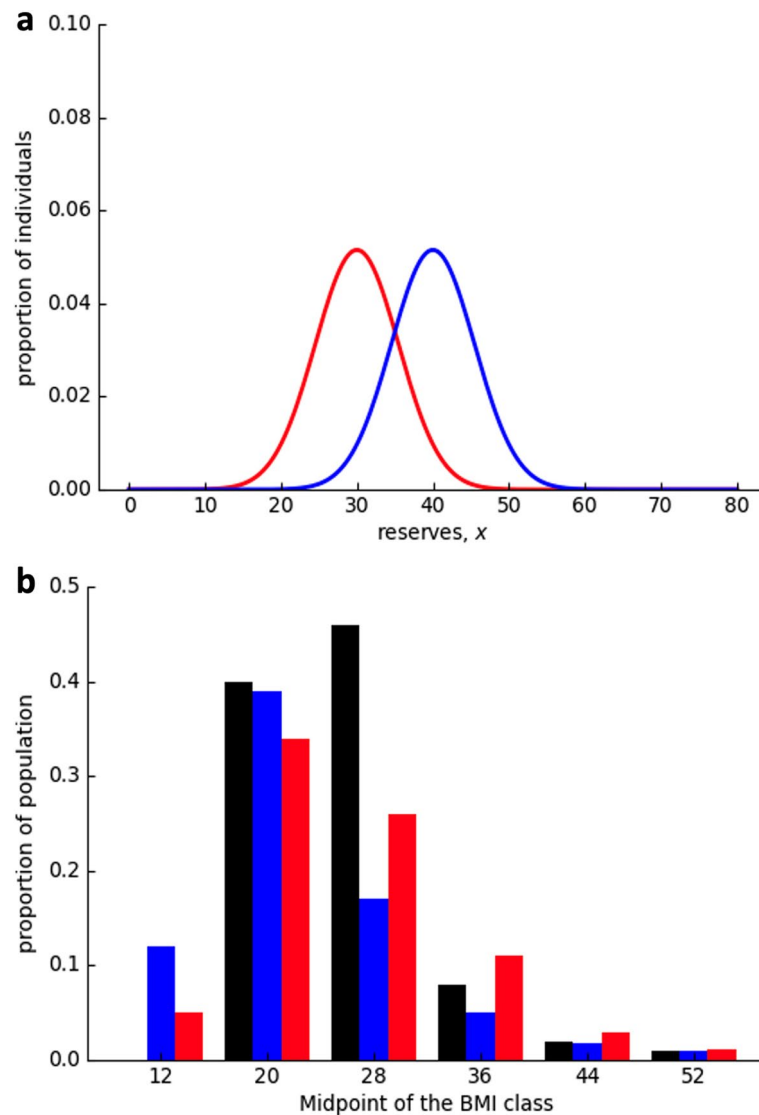 a
0.10
0.08
0.06
0.04
0.02
0.00
proportion of individuals
0 10 20 30 40 50 60 70 80
reserves, x
b
0.5
0.4
0.3
0.2
0.1
0.0
proportion of population
12 20 28 36 44 52
Midpoint of the BMI class